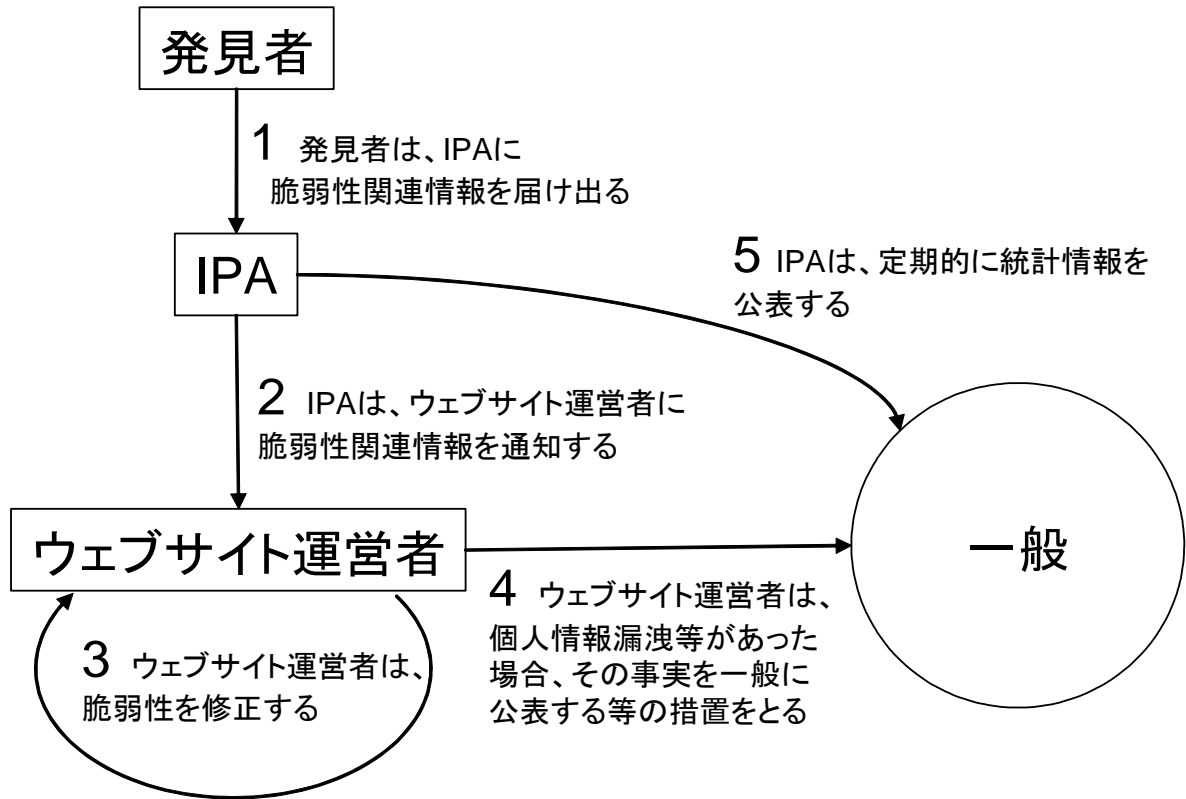 発見者
1 発見者は、IPAに
脆弱性関連情報を届け出る
IPA
5 IPAは、定期的に統計情報を
公表する
2 IPAは、ウェブサイト運営者に
脆弱性関連情報を通知する
ウェブサイト運営者
一般
4 ウェブサイト運営者は、
個人情報漏洩等があった
場合、その事実を一般に
公表する等の措置をとる
3 ウェブサイト運営者は、
脆弱性を修正する